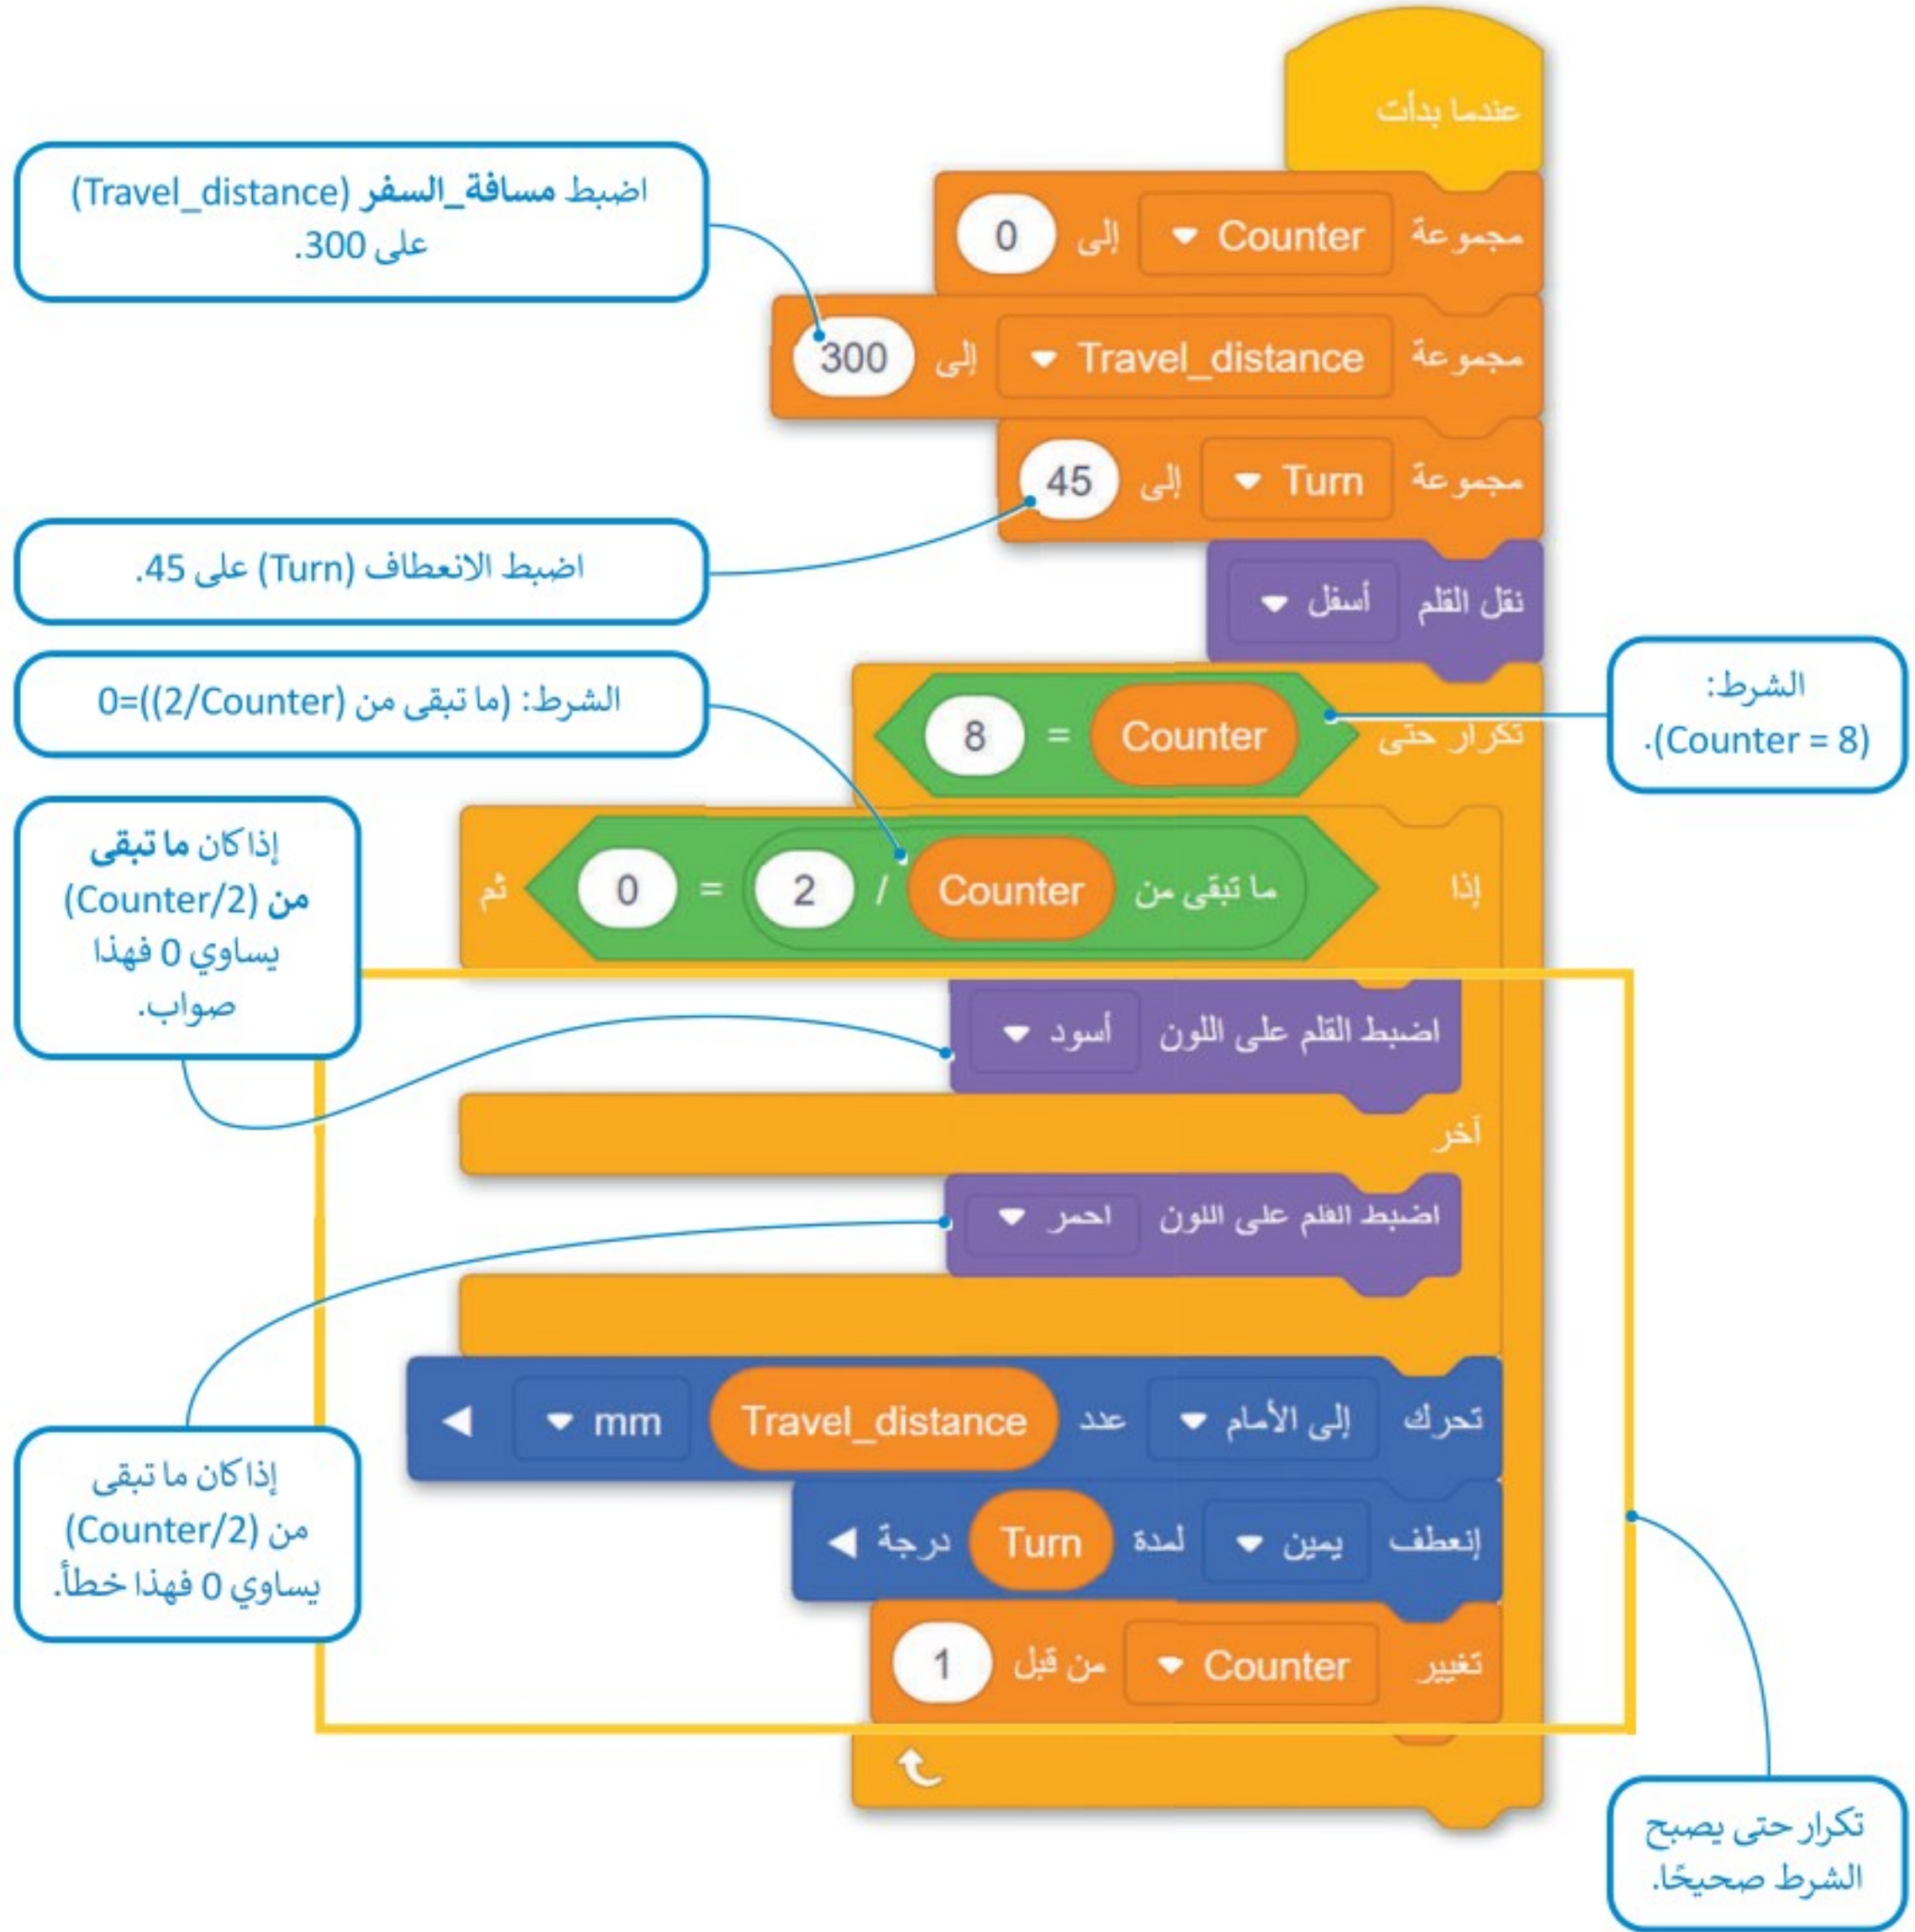 عندما بدأت
مجموعة Counter إلى 0
اضبط مسافة_السفر (Travel_distance)
على 300.
مجموعة Travel_distance إلى 300
مجموعة Turn إلى 45
اضبط الانعطاف (Turn) على 45.
نقل القلم أسفل
تكرار حتى Counter = 8
الشرط:
(Counter = 8).
الشرط: (ما تبقى من (Counter/2))=0
إذا ما تبقى من Counter / 2 = 0 ثم
إذا كان ما تبقى
من (Counter/2)
يساوي 0 فهذا
صواب.
اضبط القلم على اللون أسود
آخر
اضبط القلم على اللون احمر
إذا كان ما تبقى
من (Counter/2)
يساوي 0 فهذا خطأ.
تحرك إلى الأمام عدد Travel_distance mm
إنعطف يمين لمدة Turn درجة
تغيير Counter من قبل 1
تكرار حتى يصبح
الشرط صحيحًا.